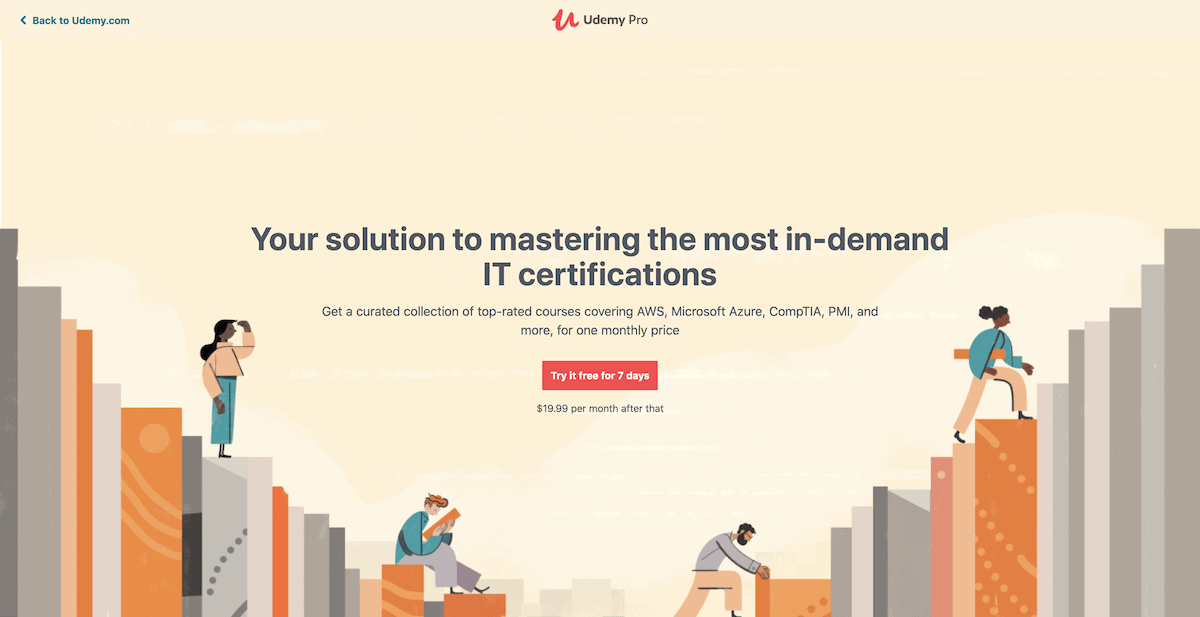 Back to Udemy.com
Udemy Pro
Your solution to mastering the most in-demand
IT certifications
Get a curated collection of top-rated courses covering AWS, Microsoft Azure, CompTIA, PMI, and
more, for one monthly price
Try it free for 7 days
$19.99 per month after that